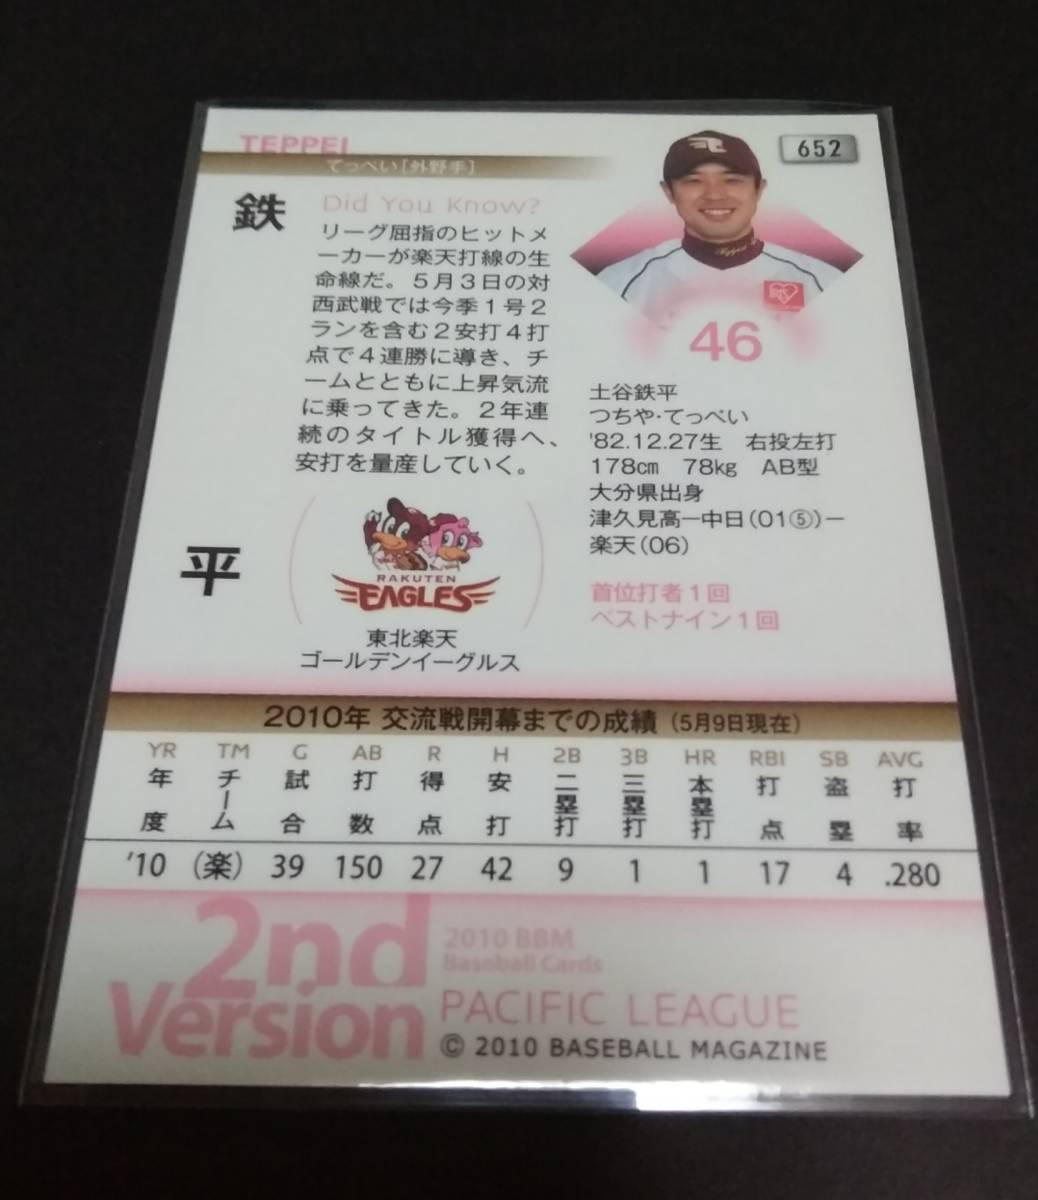 TEPPEI
652
てっぺい［外野手］
鉄平
Did You Know?
リーグ屈指のヒットメ
ーカーが楽天打線の生
命線だ。５月３日の対
西武戦では今季１号２
ランを含む２安打４打
点で４連勝に導き、チ
ームとともに上昇気流
に乗ってきた。２年連
続のタイトル獲得へ、
安打を量産していく。
46
土谷鉄平
つちや・てっぺい
'82.12.27生　右投左打
178㎝　78㎏　AB型
大分県出身
津久見高ー中日(01⑤)ー
楽天(06)
首位打者１回
ベストナイン１回
RAKUTEN
EAGLES
東北楽天
ゴールデンイーグルス
2010年 交流戦開幕までの成績（5月9日現在）
YR TM G AB R H 2B 3B HR RBI SB AVG
年度 チーム 試合 打数 得点 安打 二塁打 三塁打 本塁打 打点 盗塁 打率
'10 (楽) 39 150 27 42 9 1 1 17 4 .280
2nd
Version
2010 BBM
Baseball Cards
PACIFIC LEAGUE
© 2010 BASEBALL MAGAZINE